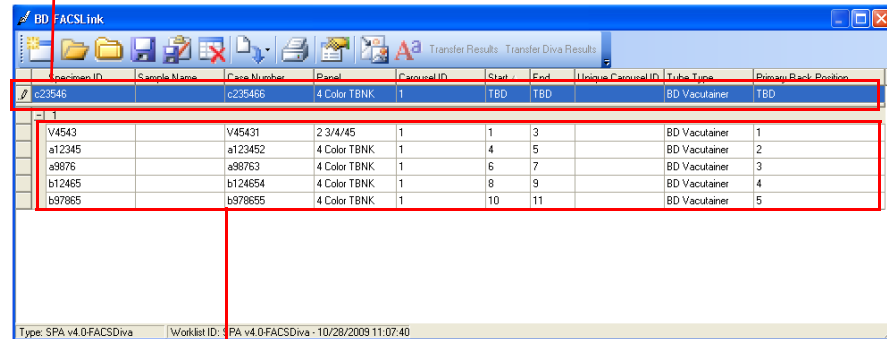 BD FACSLink
Aa Transfer Results Transfer Diva Results
Specimen ID Sample Name Case Number Panel Carousel ID Start End Unique Carousel ID Tube Type Primary Rack Position
c23546 c235466 4 Color TBNK 1 TBD TBD BD Vacutainer TBD
1
V4543 V45431 2 3/4/45 1 1 3 BD Vacutainer 1
a12345 a123452 4 Color TBNK 1 4 5 BD Vacutainer 2
a9876 a98763 4 Color TBNK 1 6 7 BD Vacutainer 3
b12465 b124654 4 Color TBNK 1 8 9 BD Vacutainer 4
b97865 b978655 4 Color TBNK 1 10 11 BD Vacutainer 5
Type: SPA v4.0-FACSDiva Worklist ID: SPA v4.0-FACSDiva - 10/28/2009 11:07:40